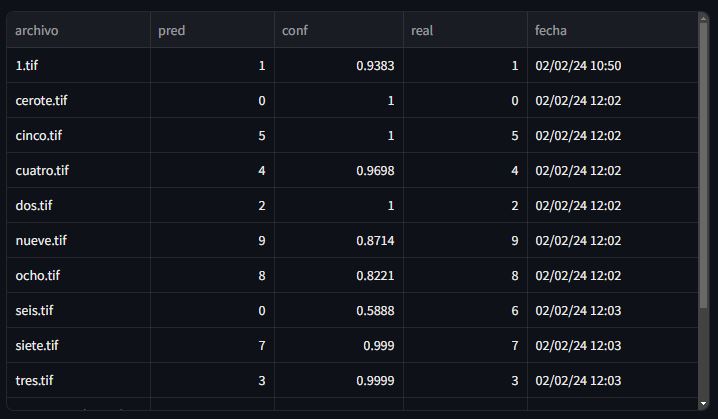 archivo pred conf real fecha
1.tif 1 0.9383 1 02/02/24 10:50
cerote.tif 0 1 0 02/02/24 12:02
cinco.tif 5 1 5 02/02/24 12:02
cuatro.tif 4 0.9698 4 02/02/24 12:02
dos.tif 2 1 2 02/02/24 12:02
nueve.tif 9 0.8714 9 02/02/24 12:02
ocho.tif 8 0.8221 8 02/02/24 12:02
seis.tif 0 0.5888 6 02/02/24 12:03
siete.tif 7 0.999 7 02/02/24 12:03
tres.tif 3 0.9999 3 02/02/24 12:03